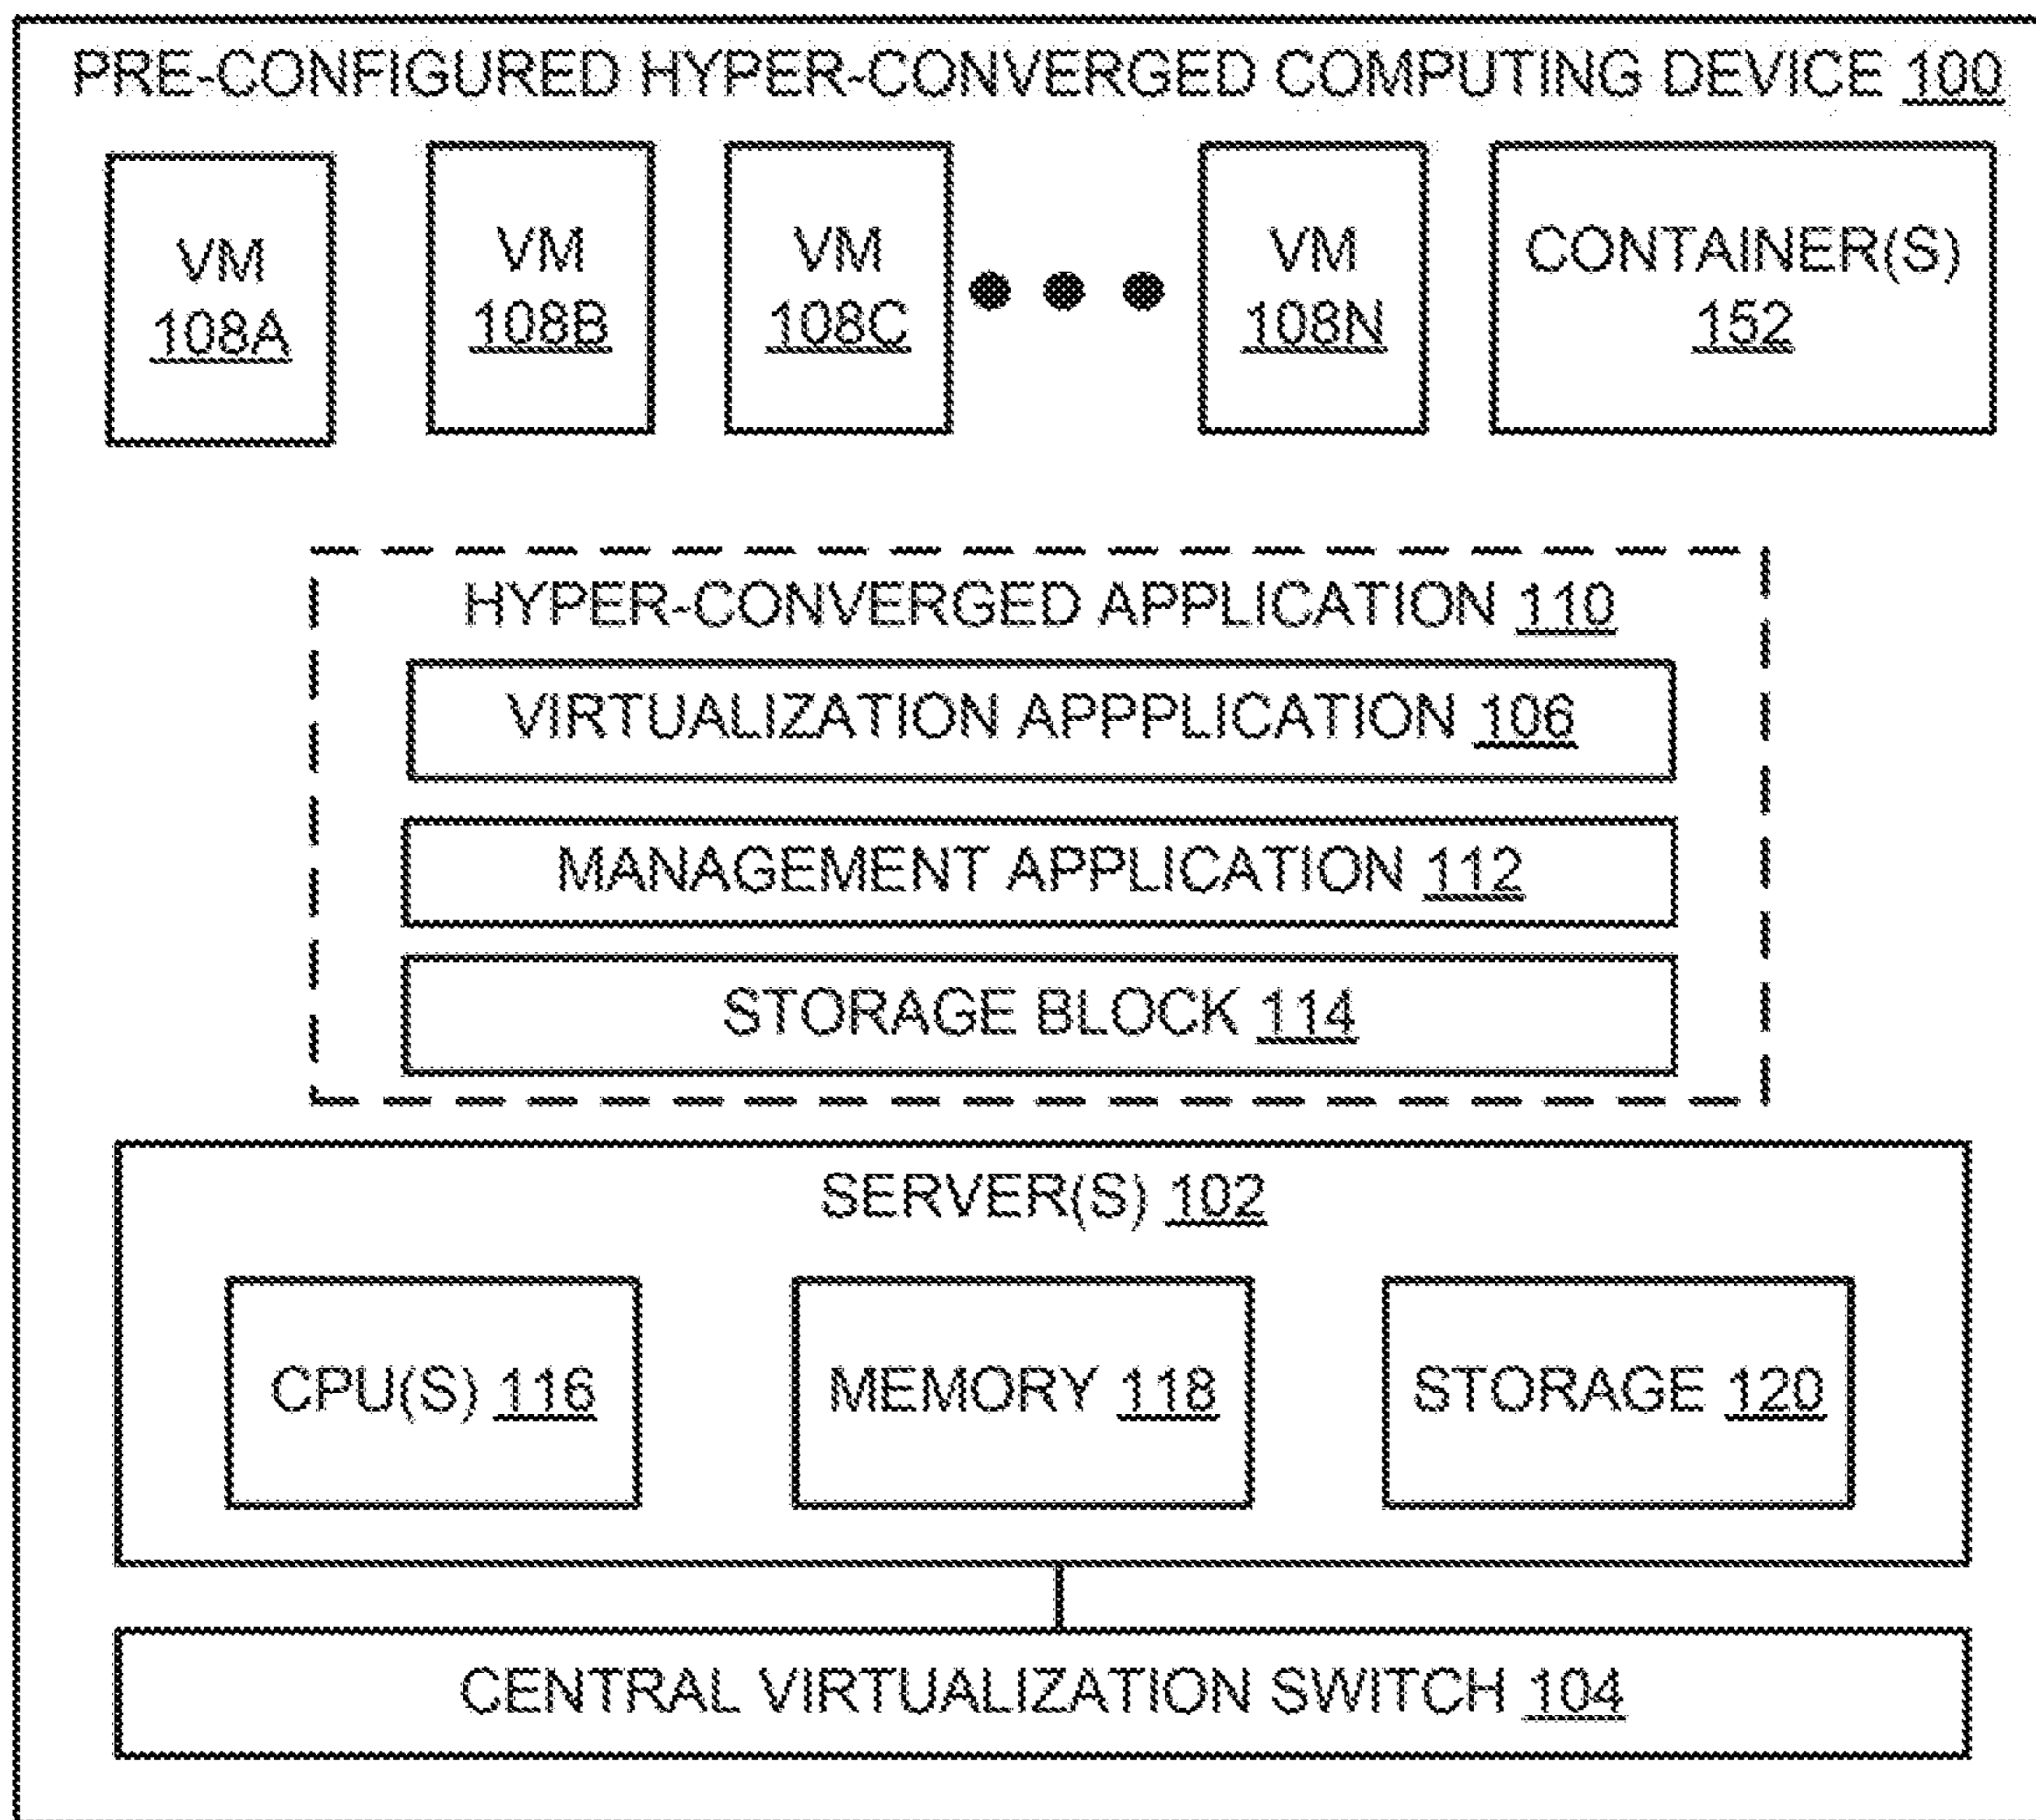 PRE-CONFIGURED HYPER-CONVERGED COMPUTING DEVICE 100
VM
108A
VM
108B
VM
108C
VM
108N
CONTAINER(S)
152
HYPER-CONVERGED APPLICATION 110
VIRTUALIZATION APPPLICATION 106
MANAGEMENT APPLICATION 112
STORAGE BLOCK 114
SERVER(S) 102
CPU(S) 116
MEMORY 118
STORAGE 120
CENTRAL VIRTUALIZATION SWITCH 104